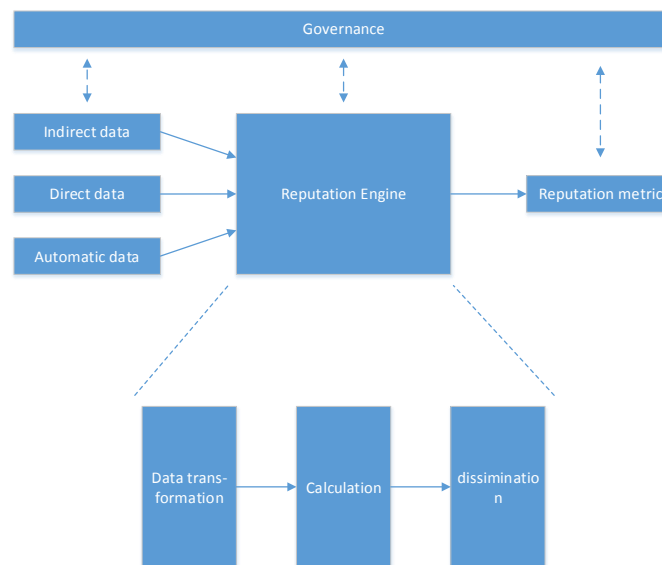 Governance
Indirect data
Direct data
Reputation Engine
Reputation metric
Automatic data
Data trans-
formation
Calculation
dissiminatio
n